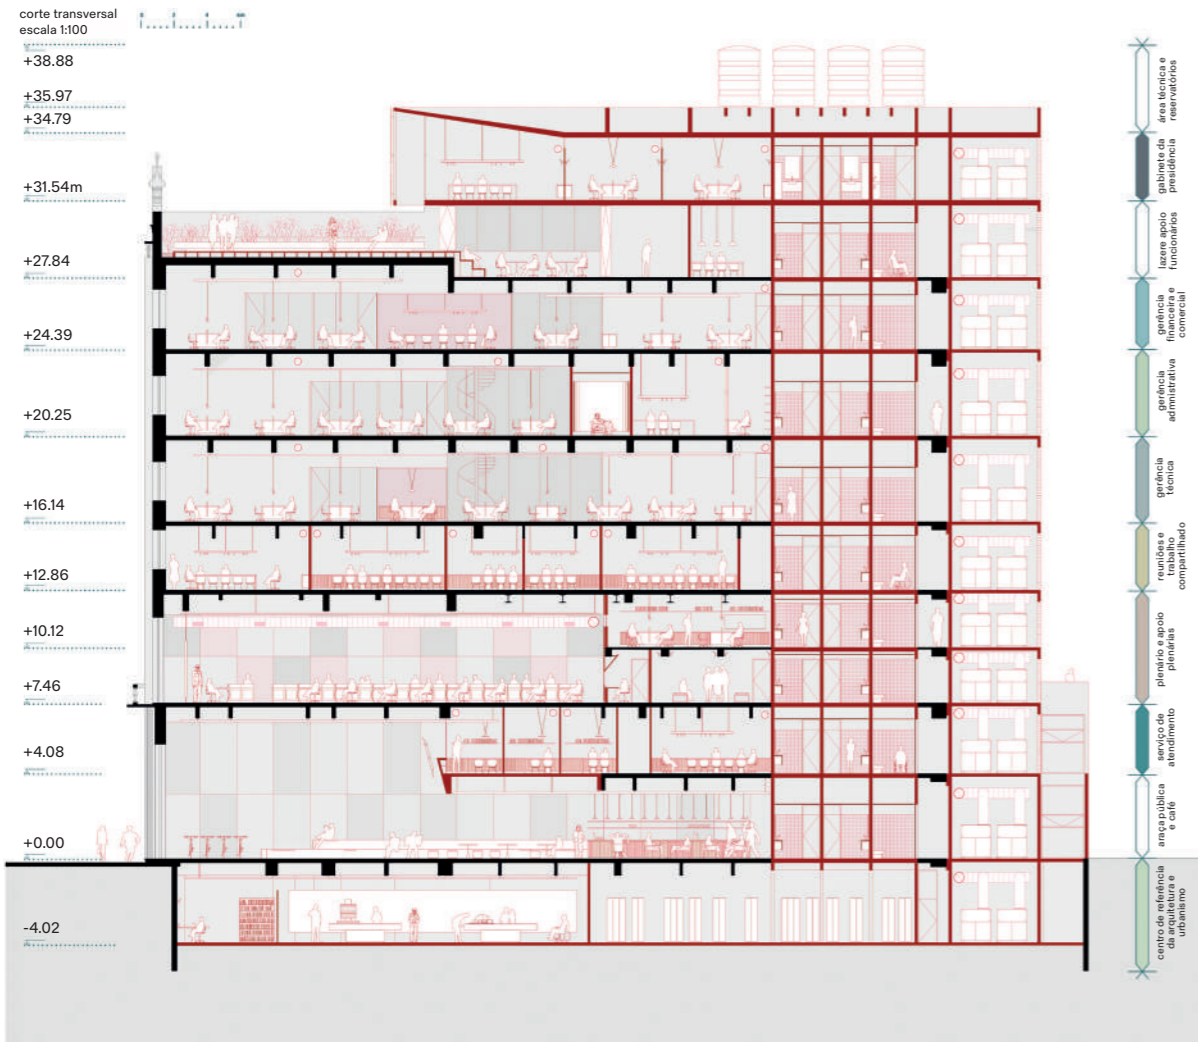 corte transversal
escala 1:100
+38.88
+35.97
+34.79
+31.54m
+27.84
+24.39
+20.25
+16.14
+12.86
+10.12
+7.46
+4.08
+0.00
-4.02
área técnica e
reservatórios
gabinete da
presidência
lazer e apoio
funcionários
gerência
financeira e
comercial
gerência
admnistrativa
gerência
técnica
reuniões e
trabalho
compartilhado
plenário e apoio
plenárias
serviço de
atendimento
pública
e café
centro de referência
da arquitetura e
urbanismo